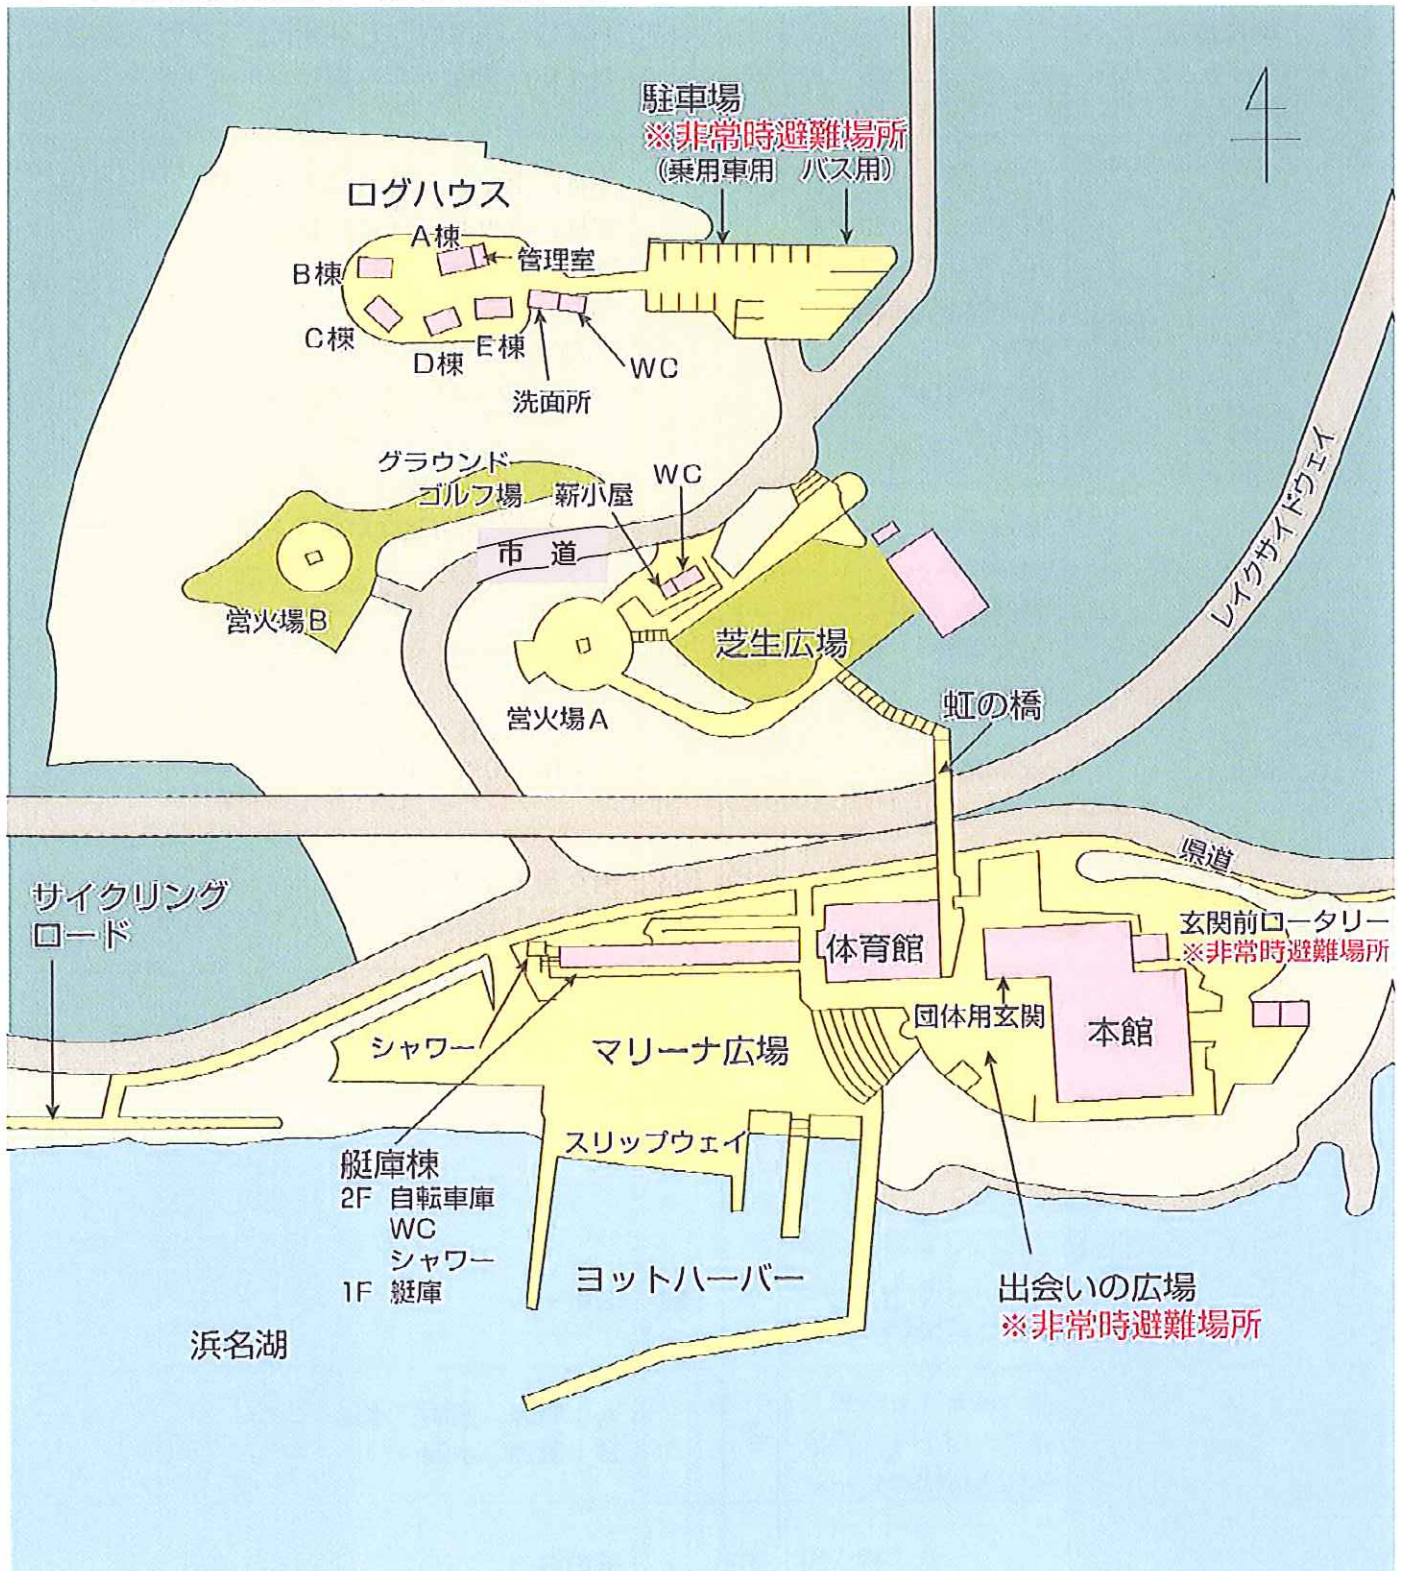 駐車場
※非常時避難場所
(乗用車用 バス用)
ログハウス
A棟
管理室
B棟
C棟
D棟
E棟
WC
洗面所
グラウンド
ゴルフ場
薪小屋
WC
市道
営火場B
芝生広場
営火場A
虹の橋
レイクサイドウェイ
県道
サイクリング
ロード
玄関前ロータリー
※非常時避難場所
体育館
団体用玄関
本館
シャワー
マリーナ広場
スリップウェイ
艇庫棟
2F 自転車庫
WC
シャワー
1F 艇庫
ヨットハーバー
出会いの広場
※非常時避難場所
浜名湖